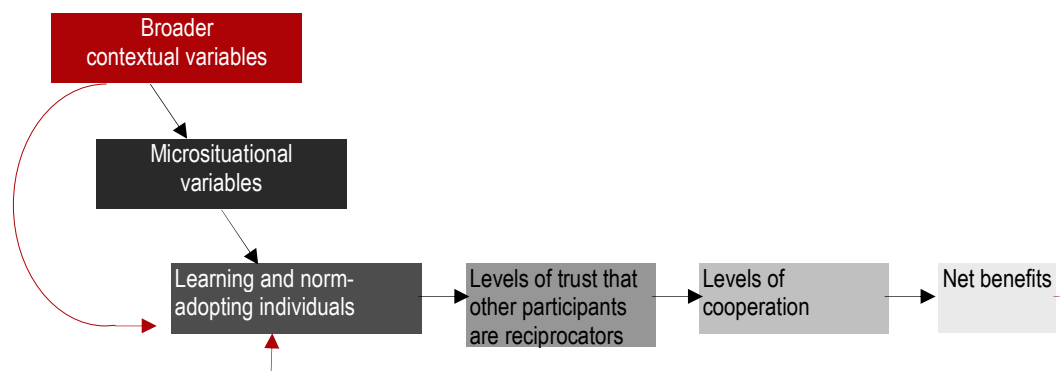 Broader
contextual variables
Microsituational
variables
Learning and norm-
adopting individuals
Levels of trust that
other participants
are reciprocators
Levels of
cooperation
Net benefits